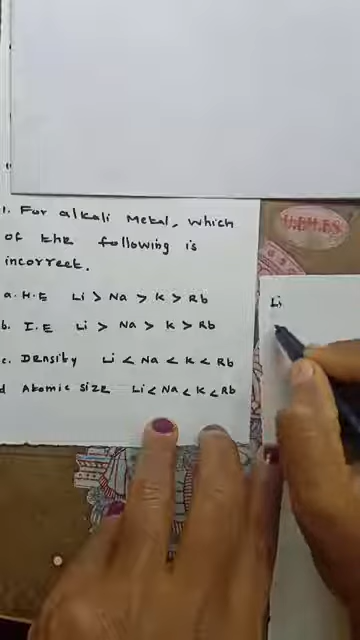 1. For alkali Metal, Which
of the following is
incorrect.
a. H.E Li > Na > K > Rb
b. I.E Li > Na > K > Rb
c. Density Li < Na < K < Rb
d Atomic size Li < Na < K < Rb
Li